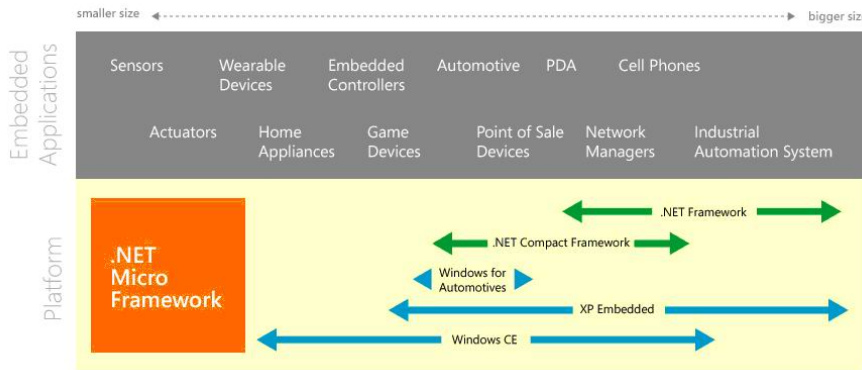 smaller size
bigger size
Embedded
Applications
Sensors
Wearable
Devices
Embedded
Controllers
Automotive
PDA
Cell Phones
Actuators
Home
Appliances
Game
Devices
Point of Sale
Devices
Network
Managers
Industrial
Automation System
Platform
.NET
Micro
Framework
.NET Framework
.NET Compact Framework
Windows for
Automotives
XP Embedded
Windows CE